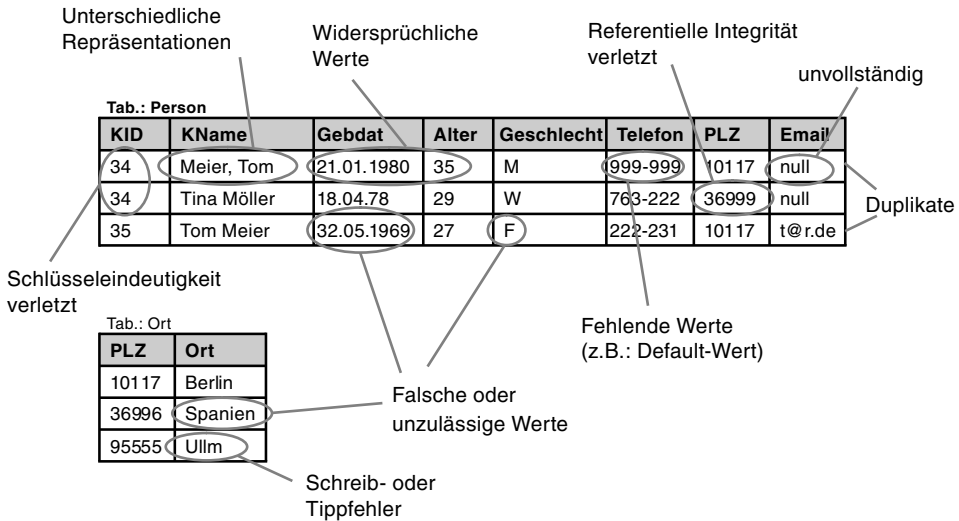 Unterschiedliche
Repräsentationen
Widersprüchliche
Werte
Referentielle Integrität
verletzt
unvollständig
Tab.: Person
KID KName Gebdat Alter Geschlecht Telefon PLZ Email
34 Meier, Tom 21.01.1980 35 M 999-999 10117 null
34 Tina Möller 18.04.78 29 W 763-222 36999 null
35 Tom Meier 32.05.1969 27 F 222-231 10117 t@r.de
Duplikate
Schlüsseleindeutigkeit
verletzt
Tab.: Ort
PLZ Ort
10117 Berlin
36996 Spanien
95555 Ullm
Fehlende Werte
(z.B.: Default-Wert)
Falsche oder
unzulässige Werte
Schreib- oder
Tippfehler